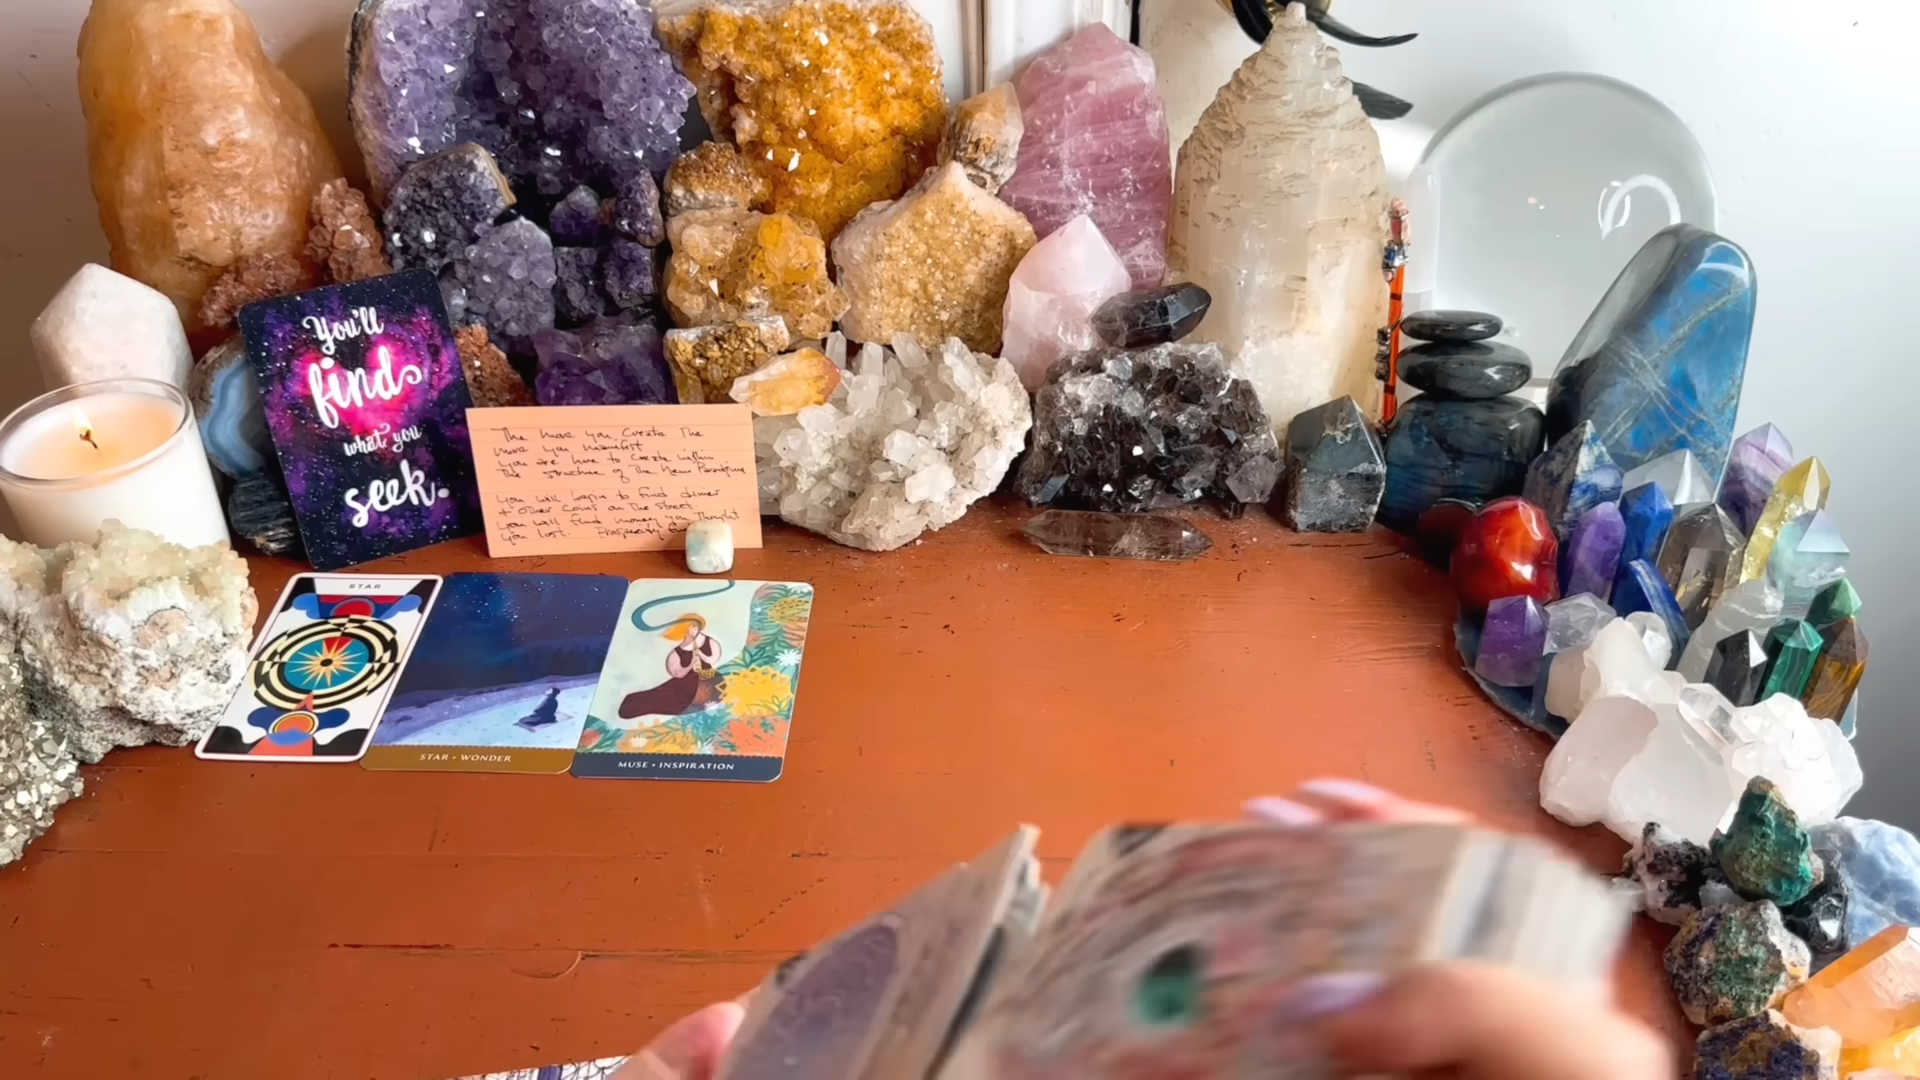 You'll
find
what you
seek.
The more you create the
more you manifest
you are here to create within
the structure of the New Paradigm
you will begin to find dimes
+ other coins on the street
you will find money you thought
you lost. Prosperity
STAR
STAR • WONDER
MUSE • INSPIRATION